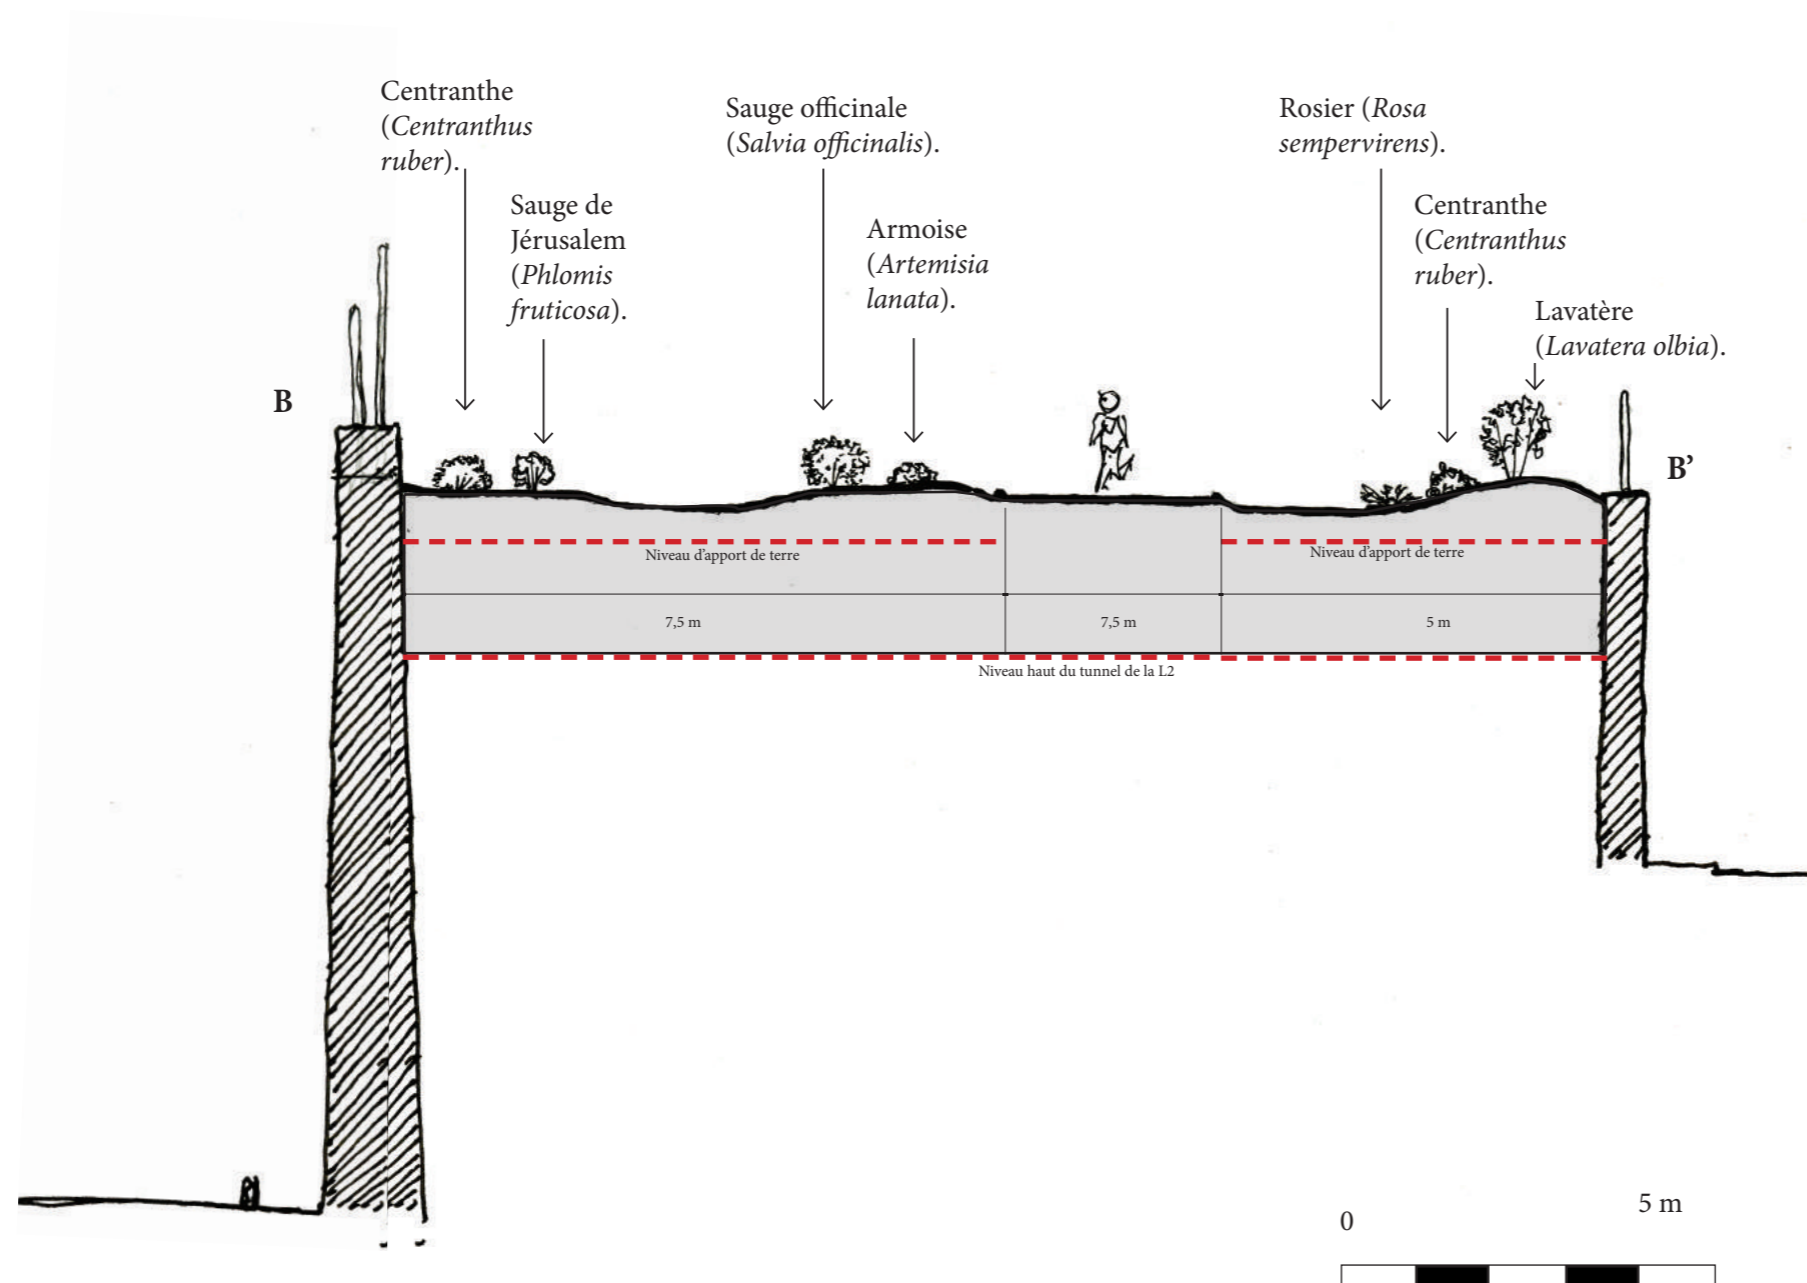 Centranthe
(Centranthus
ruber).
Sauge de
Jérusalem
(Phlomis
fruticosa).
Sauge officinale
(Salvia officinalis).
Armoise
(Artemisia
lanata).
Rosier (Rosa
sempervirens).
Centranthe
(Centranthus
ruber).
Lavatère
(Lavatera olbia).
B
B’
Niveau d’apport de terre
Niveau d’apport de terre
7,5 m
7,5 m
5 m
Niveau haut du tunnel de la L2
0
5 m